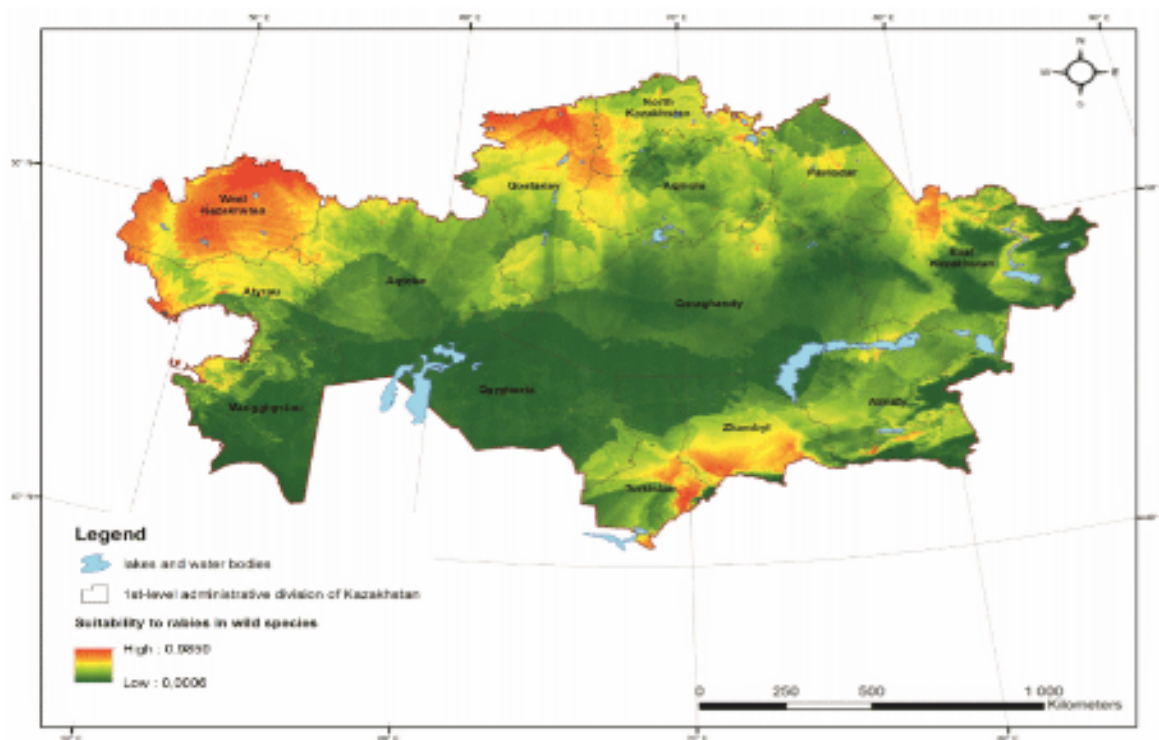 N
W E
S
North
Kazakhstan
Pavlodar
Qostanay
Aqmola
West
Kazakhstan
East
Kazakhstan
Atyrau
Aqtobe
Qaraghandy
Qyzylorda
Mangghystau
Almaty
Zhambyl
Turkistan
Legend
lakes and water bodies
1st-level administrative division of Kazakhstan
Suitability to rabies in wild species
High : 0,9850
Low : 0,0006
0 250 500 1 000
Kilometers